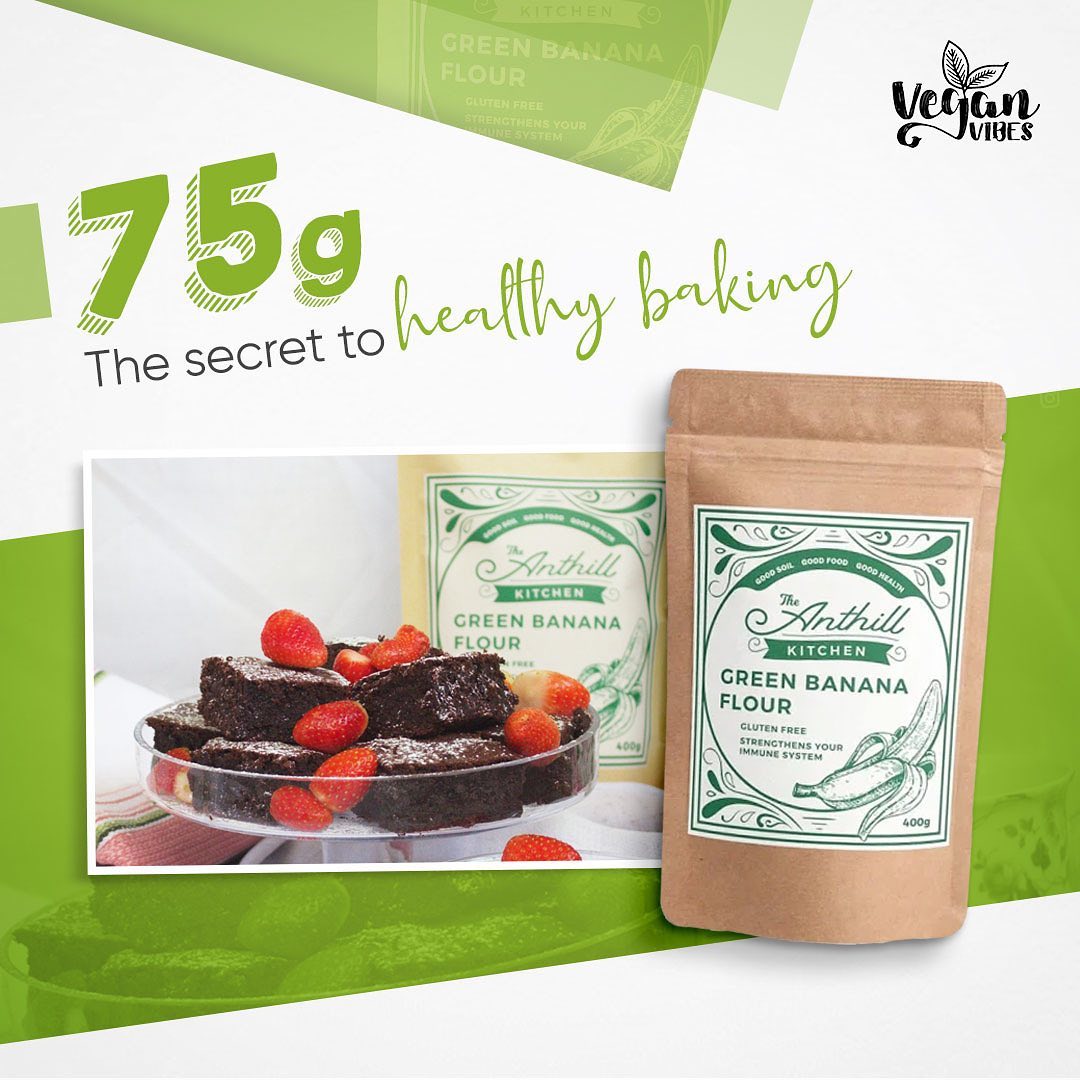 KITCHEN
GREEN BANANA
FLOUR
GLUTEN FREE
STRENGTHENS YOUR
IMMUNE SYSTEM
Vegan
VIBES
75g
The secret to healthy baking
GOOD SOIL GOOD FOOD GOOD HEALTH
The
Anthill
KITCHEN
GREEN BANANA
FLOUR
FREE
400g
GOOD SOIL GOOD FOOD GOOD HEALTH
The
Anthill
KITCHEN
GREEN BANANA
FLOUR
GLUTEN FREE
STRENGTHENS YOUR
IMMUNE SYSTEM
400g